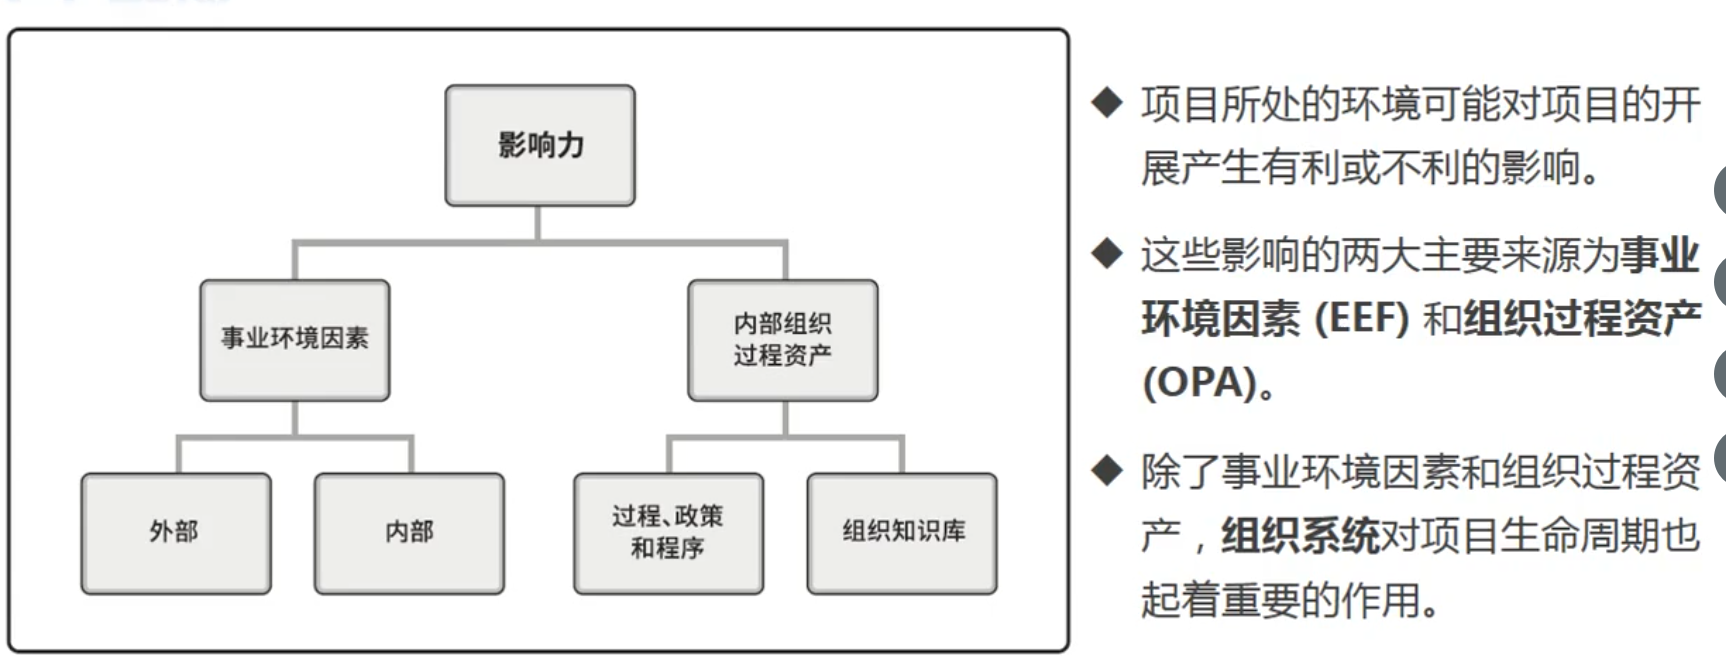 影响力
事业环境因素
内部组织
过程资产
外部
内部
过程、政策
和程序
组织知识库
◆ 项目所处的环境可能对项目的开
展产生有利或不利的影响。
◆ 这些影响的两大主要来源为事业
环境因素 (EEF) 和组织过程资产
(OPA)。
◆ 除了事业环境因素和组织过程资
产，组织系统对项目生命周期也
起着重要的作用。